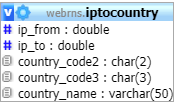 webrns.iptocountry
# ip_from : double
# ip_to : double
country_code2 : char(2)
country_code3 : char(3)
country_name : varchar(50)